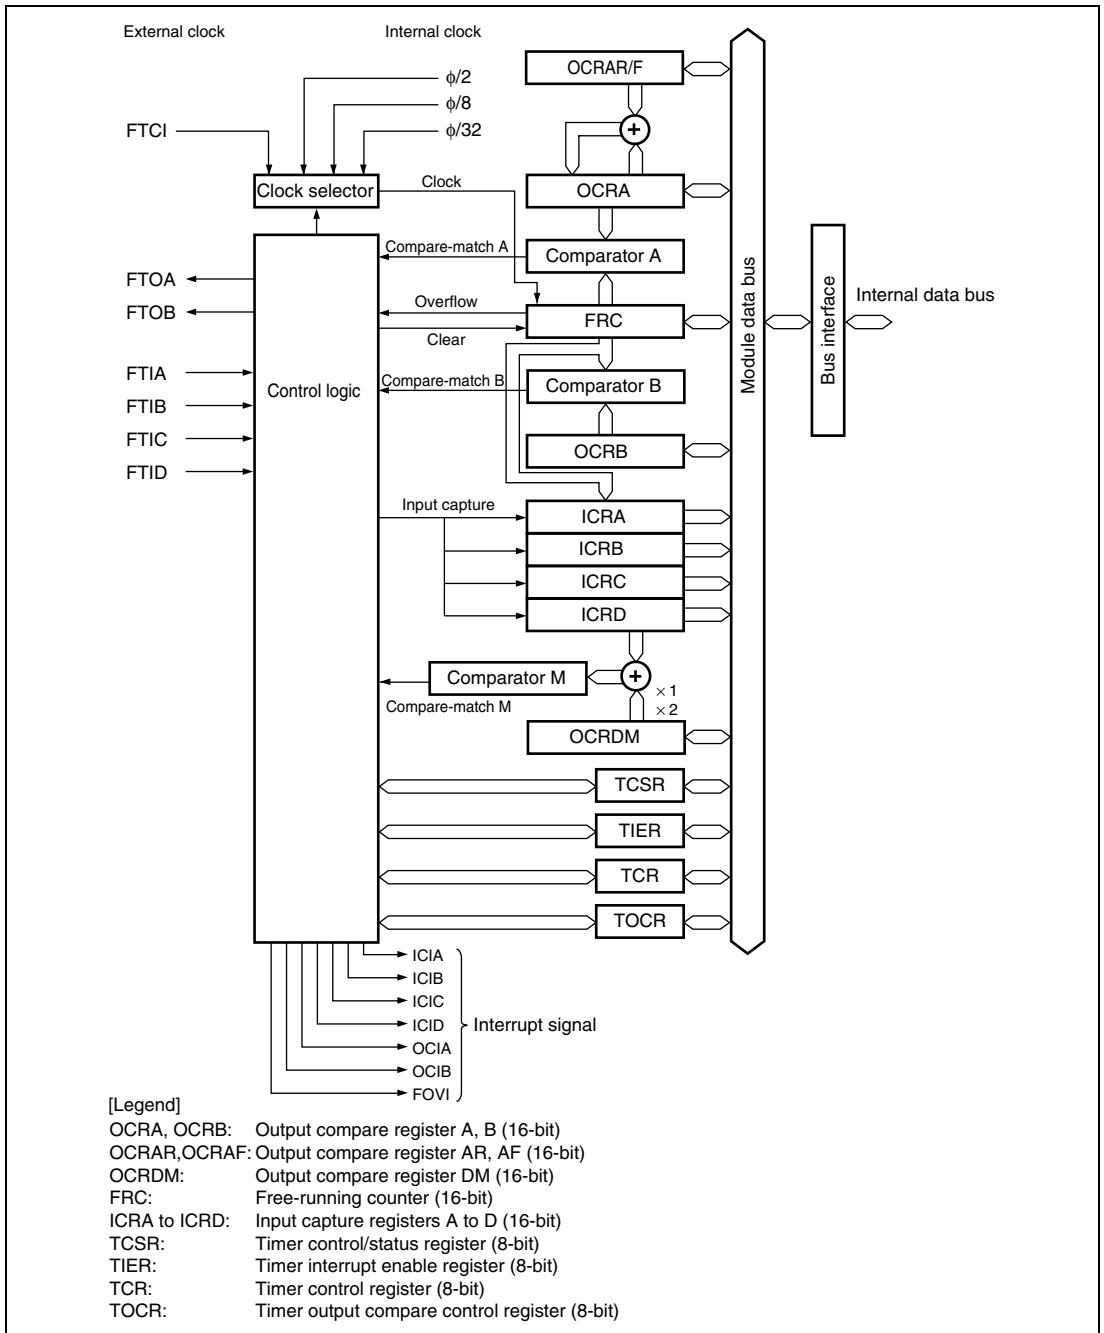 External clock
Internal clock
ϕ/2
ϕ/8
ϕ/32
FTCI
Clock selector
Clock
OCRAR/F
+
OCRA
Compare-match A
Comparator A
FTOA
FTOB
Overflow
FRC
Clear
FTIA
FTIB
FTIC
FTID
Control logic
Compare-match B
Comparator B
OCRB
Input capture
ICRA
ICRB
ICRC
ICRD
+
× 1
× 2
Comparator M
Compare-match M
OCRDM
TCSR
TIER
TCR
TOCR
Module data bus
Bus interface
Internal data bus
ICIA
ICIB
ICIC
ICID
OCIA
OCIB
FOVI
Interrupt signal
[Legend]
OCRA, OCRB: Output compare register A, B (16-bit)
OCRAR,OCRAF: Output compare register AR, AF (16-bit)
OCRDM: Output compare register DM (16-bit)
FRC: Free-running counter (16-bit)
ICRA to ICRD: Input capture registers A to D (16-bit)
TCSR: Timer control/status register (8-bit)
TIER: Timer interrupt enable register (8-bit)
TCR: Timer control register (8-bit)
TOCR: Timer output compare control register (8-bit)